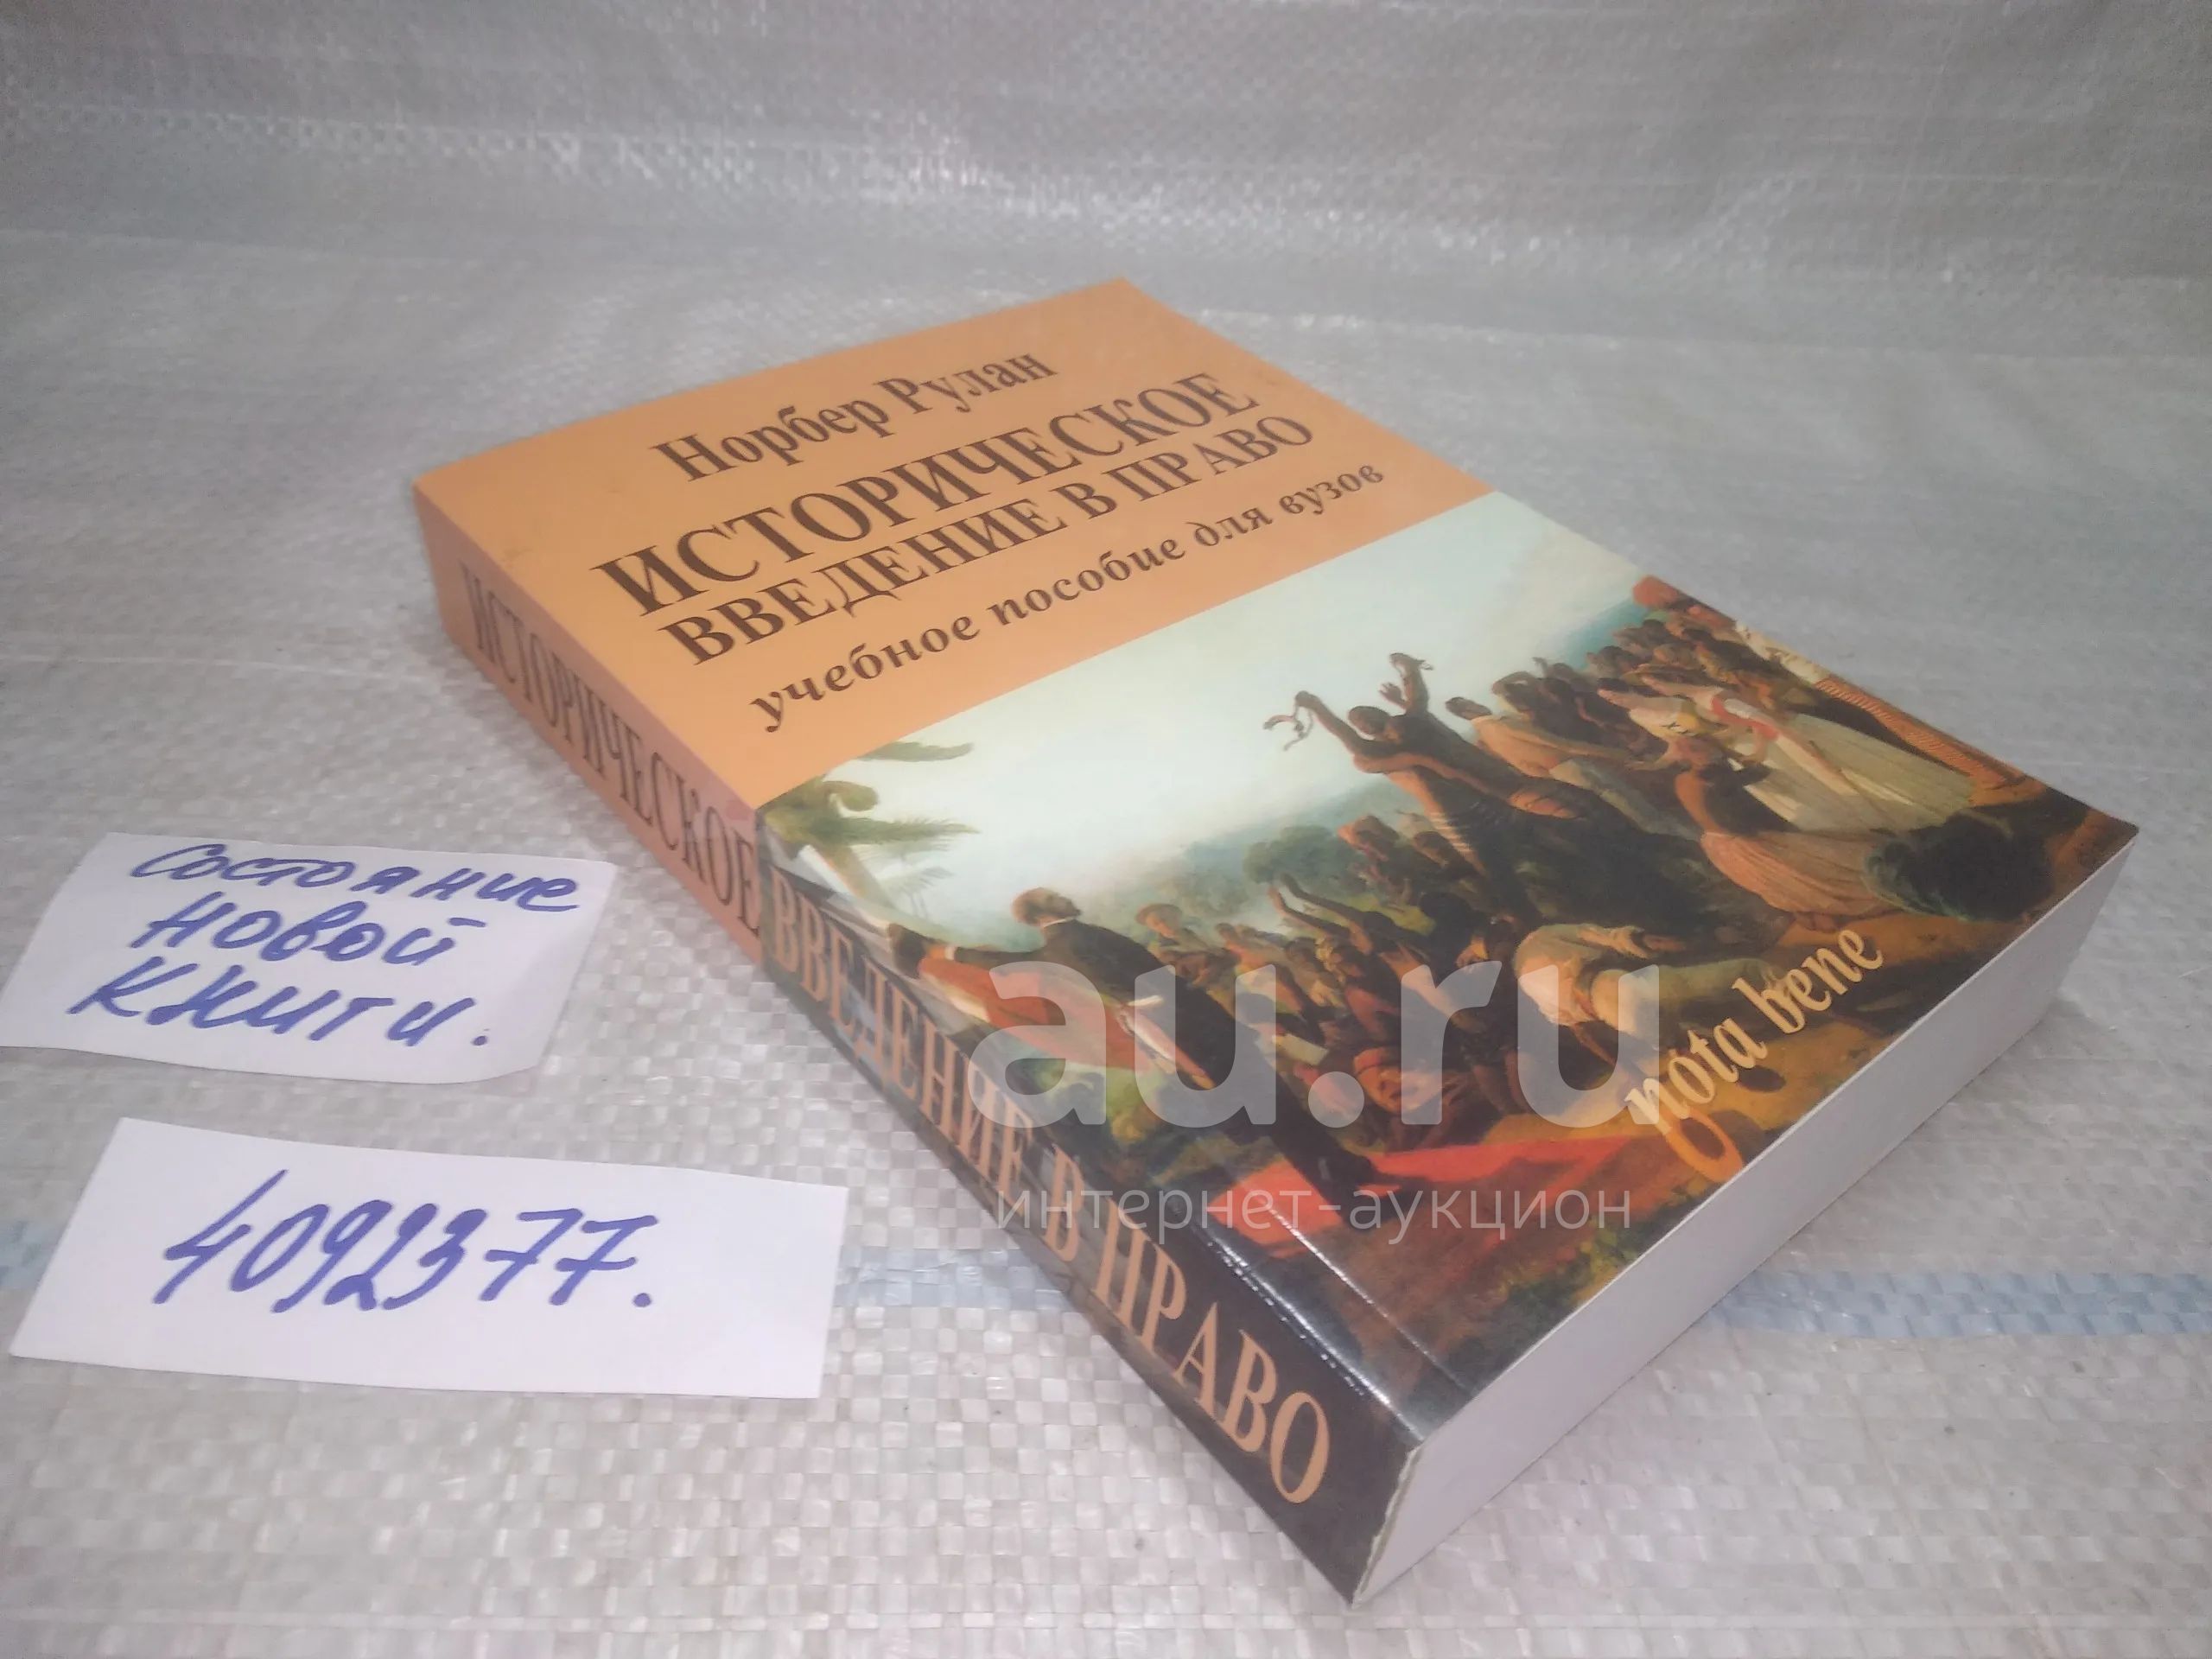 Норбер Рулан
ИСТОРИЧЕСКОЕ
ВВЕДЕНИЕ В ПРАВО
учебное пособие для вузов
nota bene
ИСТОРИЧЕСКОЕ ВВЕДЕНИЕ В ПРАВО
состояние
новой
книги.
4092377.
au.ru
интернет-аукцион